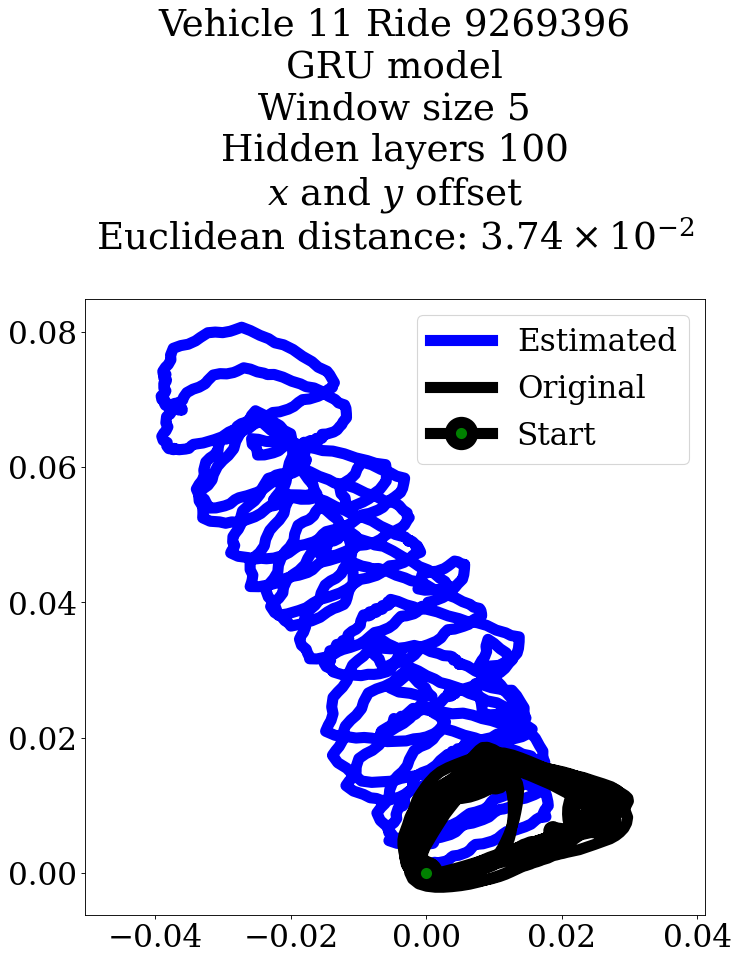 Vehicle 11 Ride 9269396
GRU model
Window size 5
Hidden layers 100
x and y offset
Euclidean distance: 3.74 × 10⁻²
Estimated
Original
Start
0.08
0.06
0.04
0.02
0.00
−0.04 −0.02 0.00 0.02 0.04